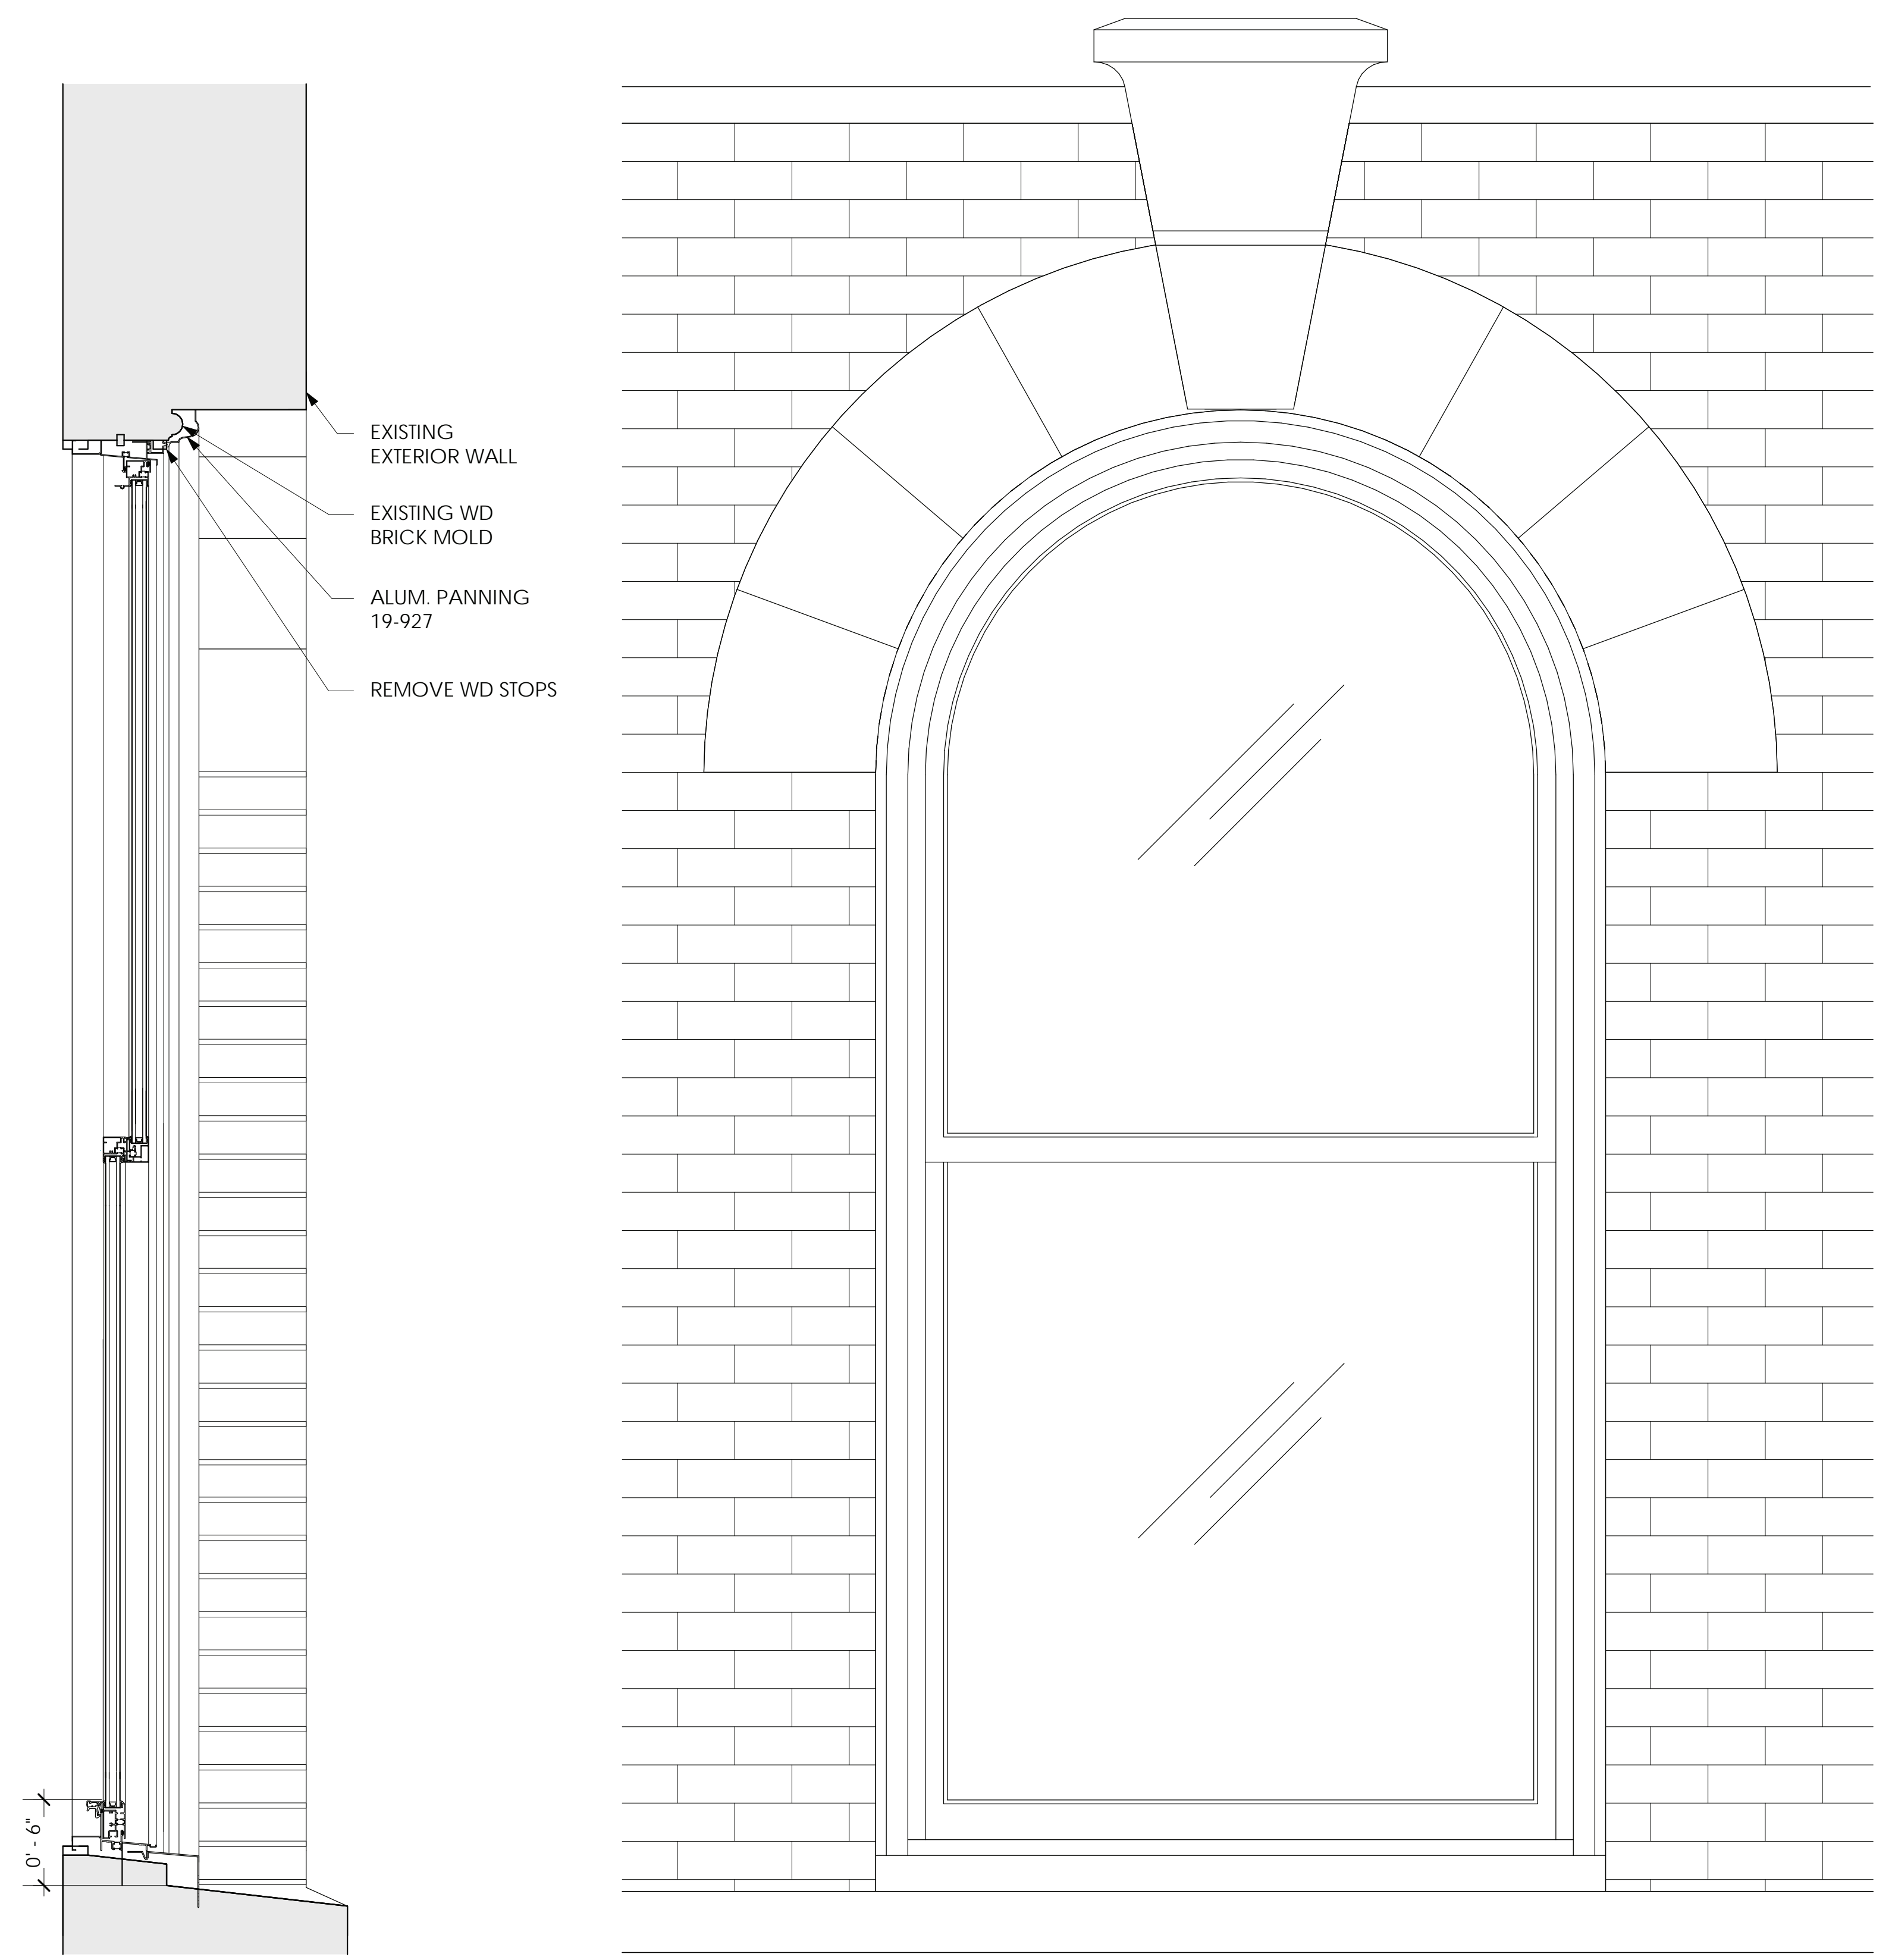 EXISTING
EXTERIOR WALL
EXISTING WD
BRICK MOLD
ALUM. PANNING
19-927
REMOVE WD STOPS
0' - 6"